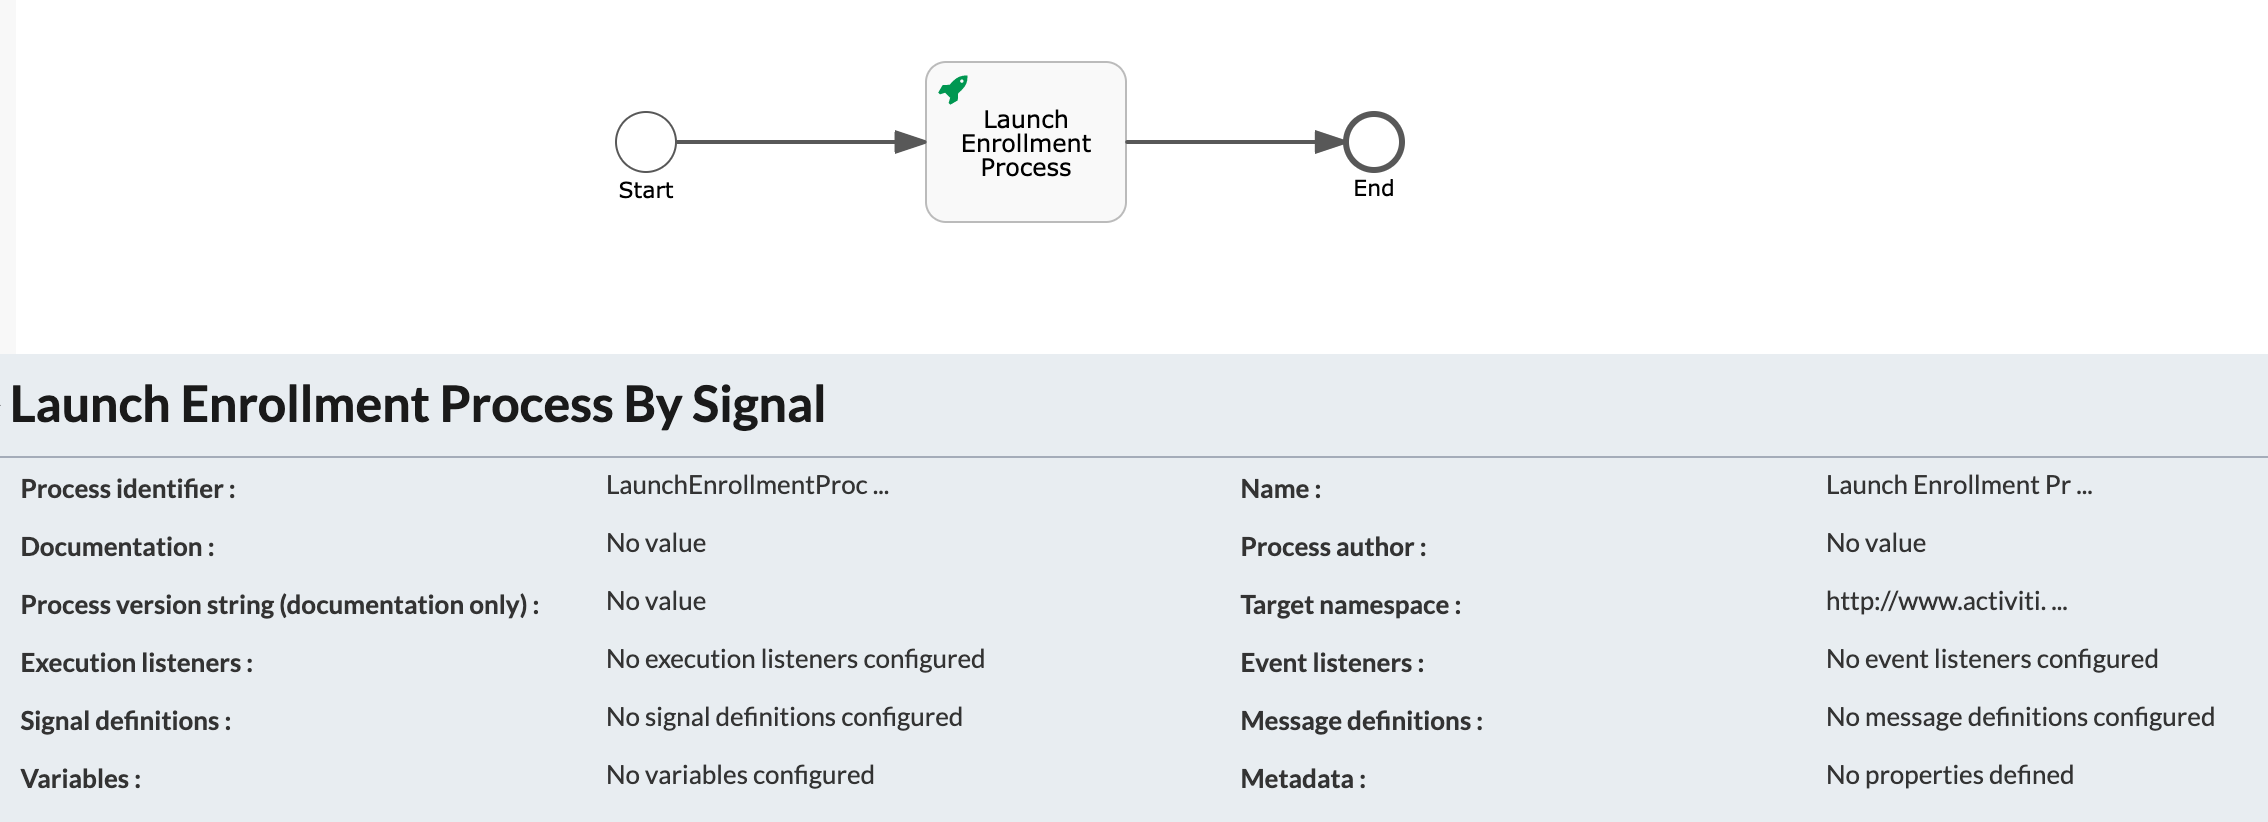 Launch
Enrollment
Process
Start
End
Launch Enrollment Process By Signal
Process identifier : LaunchEnrollmentProc ... Name : Launch Enrollment Pr ...
Documentation : No value Process author : No value
Process version string (documentation only) : No value Target namespace : http://www.activiti. ...
Execution listeners : No execution listeners configured Event listeners : No event listeners configured
Signal definitions : No signal definitions configured Message definitions : No message definitions configured
Variables : No variables configured Metadata : No properties defined